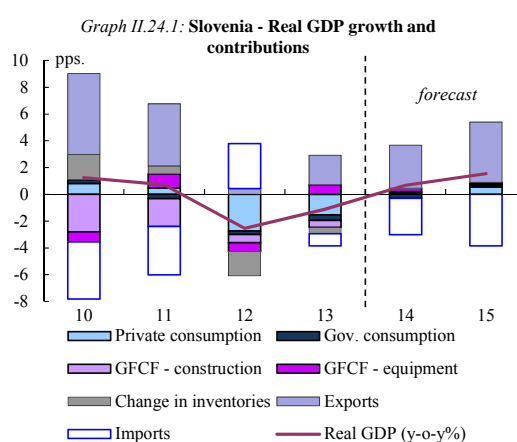 Graph II.24.1: Slovenia - Real GDP growth and
contributions
pps.
forecast
10
8
6
4
2
0
-2
-4
-6
-8
10 11 12 13 14 15
Private consumption Gov. consumption
GFCF - construction GFCF - equipment
Change in inventories Exports
Imports Real GDP (y-o-y%)